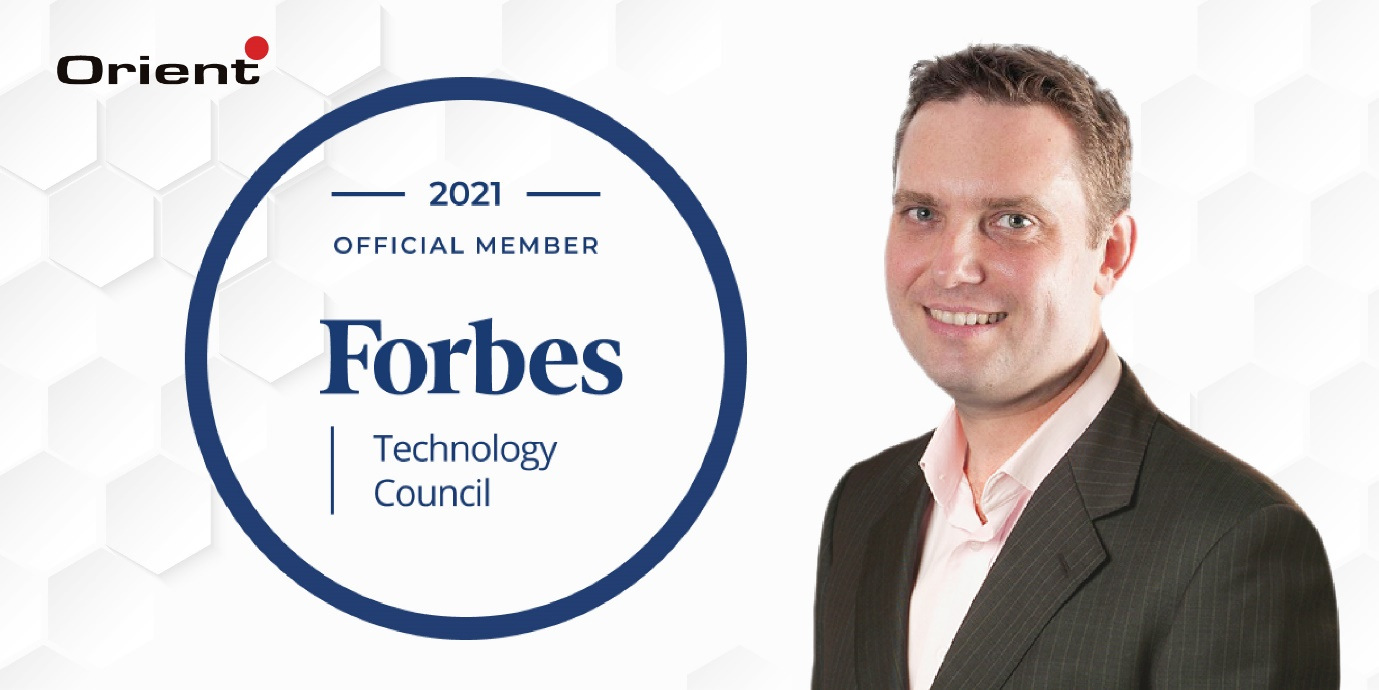 Orient
2021
OFFICIAL MEMBER
Forbes
Technology
Council